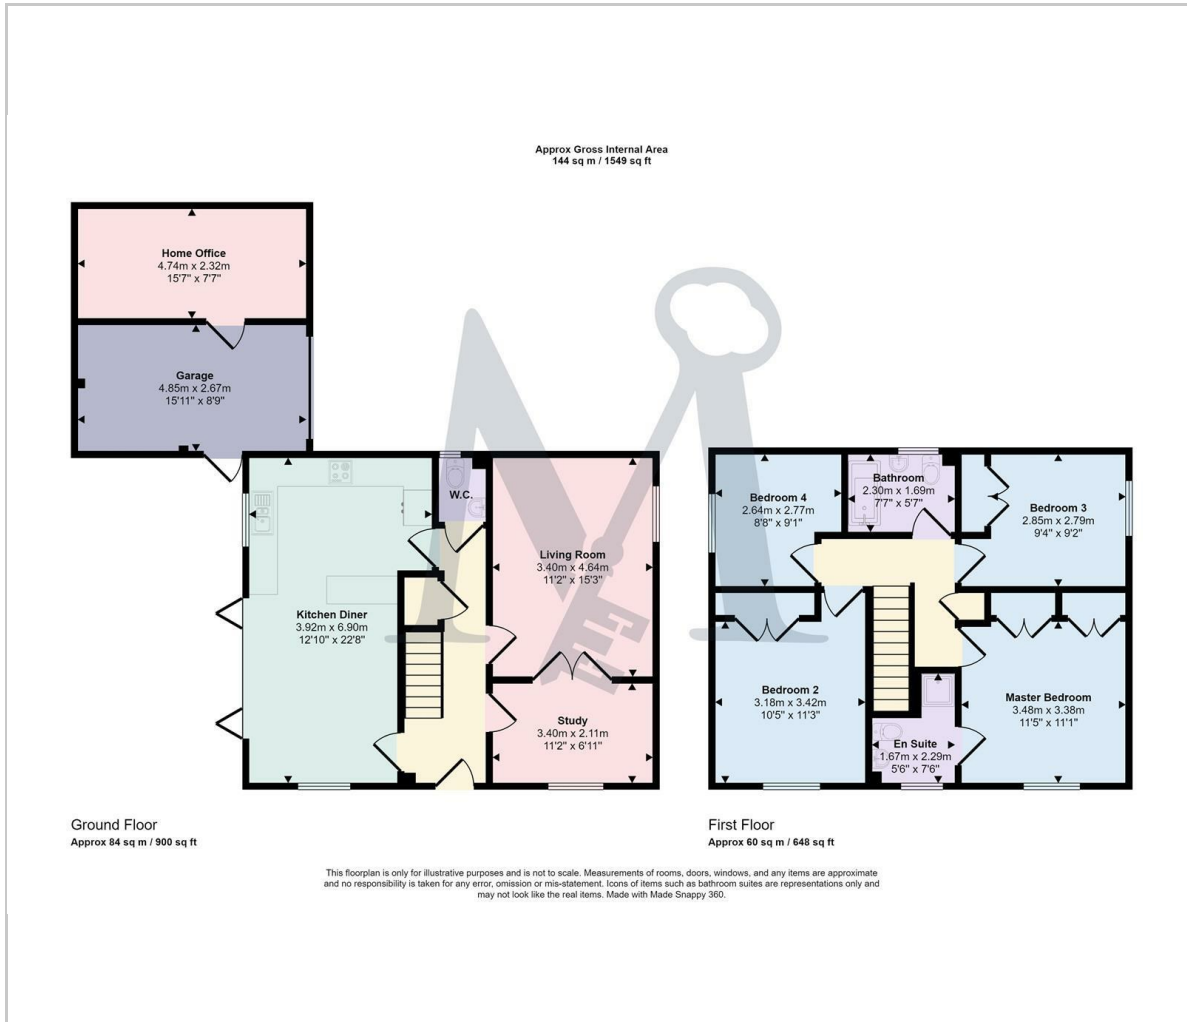 Approx Gross Internal Area
144 sq m / 1549 sq ft
Home Office
4.74m x 2.32m
15'7" x 7'7"
Garage
4.85m x 2.67m
15'11" x 8'9"
W.C.
Living Room
3.40m x 4.64m
11'2" x 15'3"
Kitchen Diner
3.92m x 6.90m
12'10" x 22'8"
Study
3.40m x 2.11m
11'2" x 6'11"
Bathroom
2.30m x 1.69m
7'7" x 5'7"
Bedroom 4
2.64m x 2.77m
8'8" x 9'1"
Bedroom 3
2.85m x 2.79m
9'4" x 9'2"
Bedroom 2
3.18m x 3.42m
10'5" x 11'3"
Master Bedroom
3.48m x 3.38m
11'5" x 11'1"
En Suite
1.67m x 2.29m
5'6" x 7'6"
Ground Floor
Approx 84 sq m / 900 sq ft
First Floor
Approx 60 sq m / 648 sq ft
This floorplan is only for illustrative purposes and is not to scale. Measurements of rooms, doors, windows, and any items are approximate
and no responsibility is taken for any error, omission or mis-statement. Icons of items such as bathroom suites are representations only and
may not look like the real items. Made with Made Snappy 360.